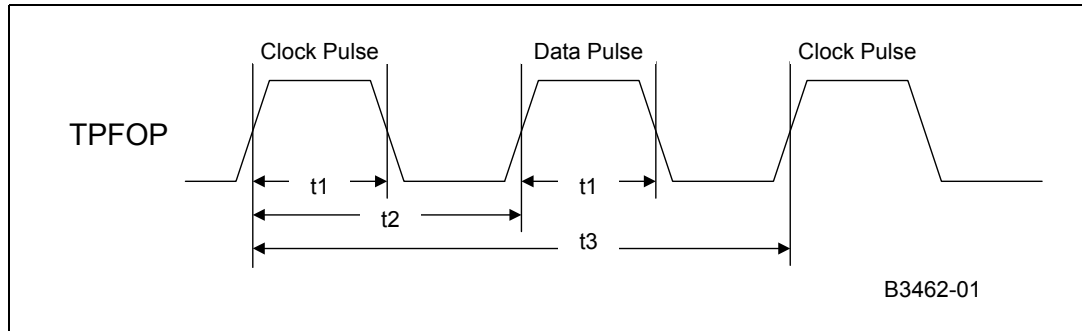 Clock Pulse Data Pulse Clock Pulse
TPFOP
t1 t1
t2
t3
B3462-01